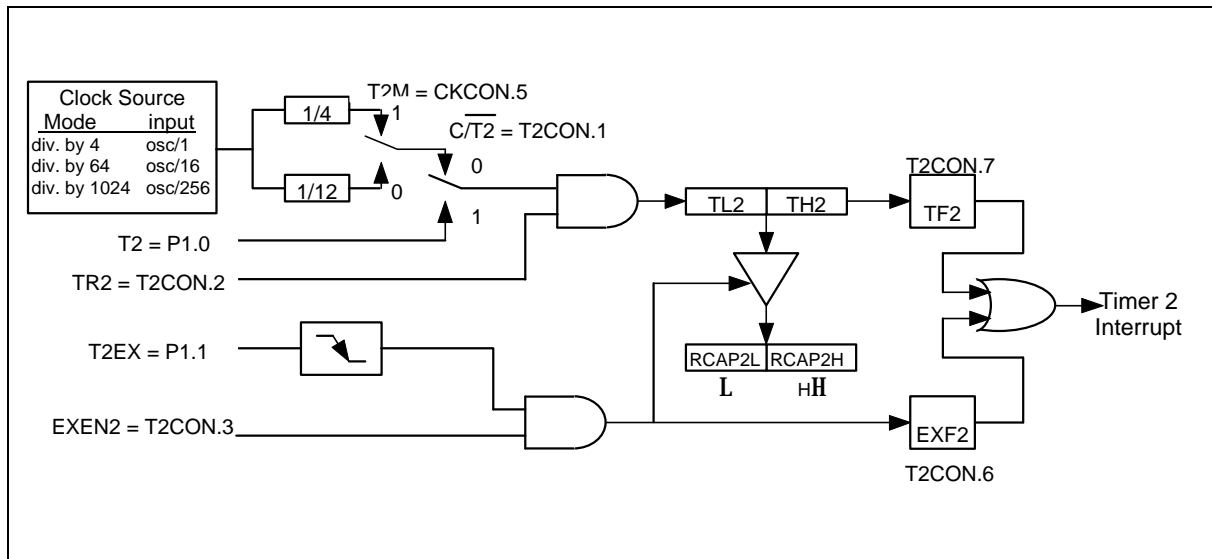 Clock Source
Mode input
div. by 4 osc/1
div. by 64 osc/16
div. by 1024 osc/256
1/4
1/12
T2M = CKCON.5
1
0
C/T2 = T2CON.1
0
1
T2 = P1.0
TR2 = T2CON.2
TL2 TH2
T2CON.7
TF2
Timer 2
Interrupt
T2EX = P1.1
RCAP2L RCAP2H
L HH
EXEN2 = T2CON.3
EXF2
T2CON.6